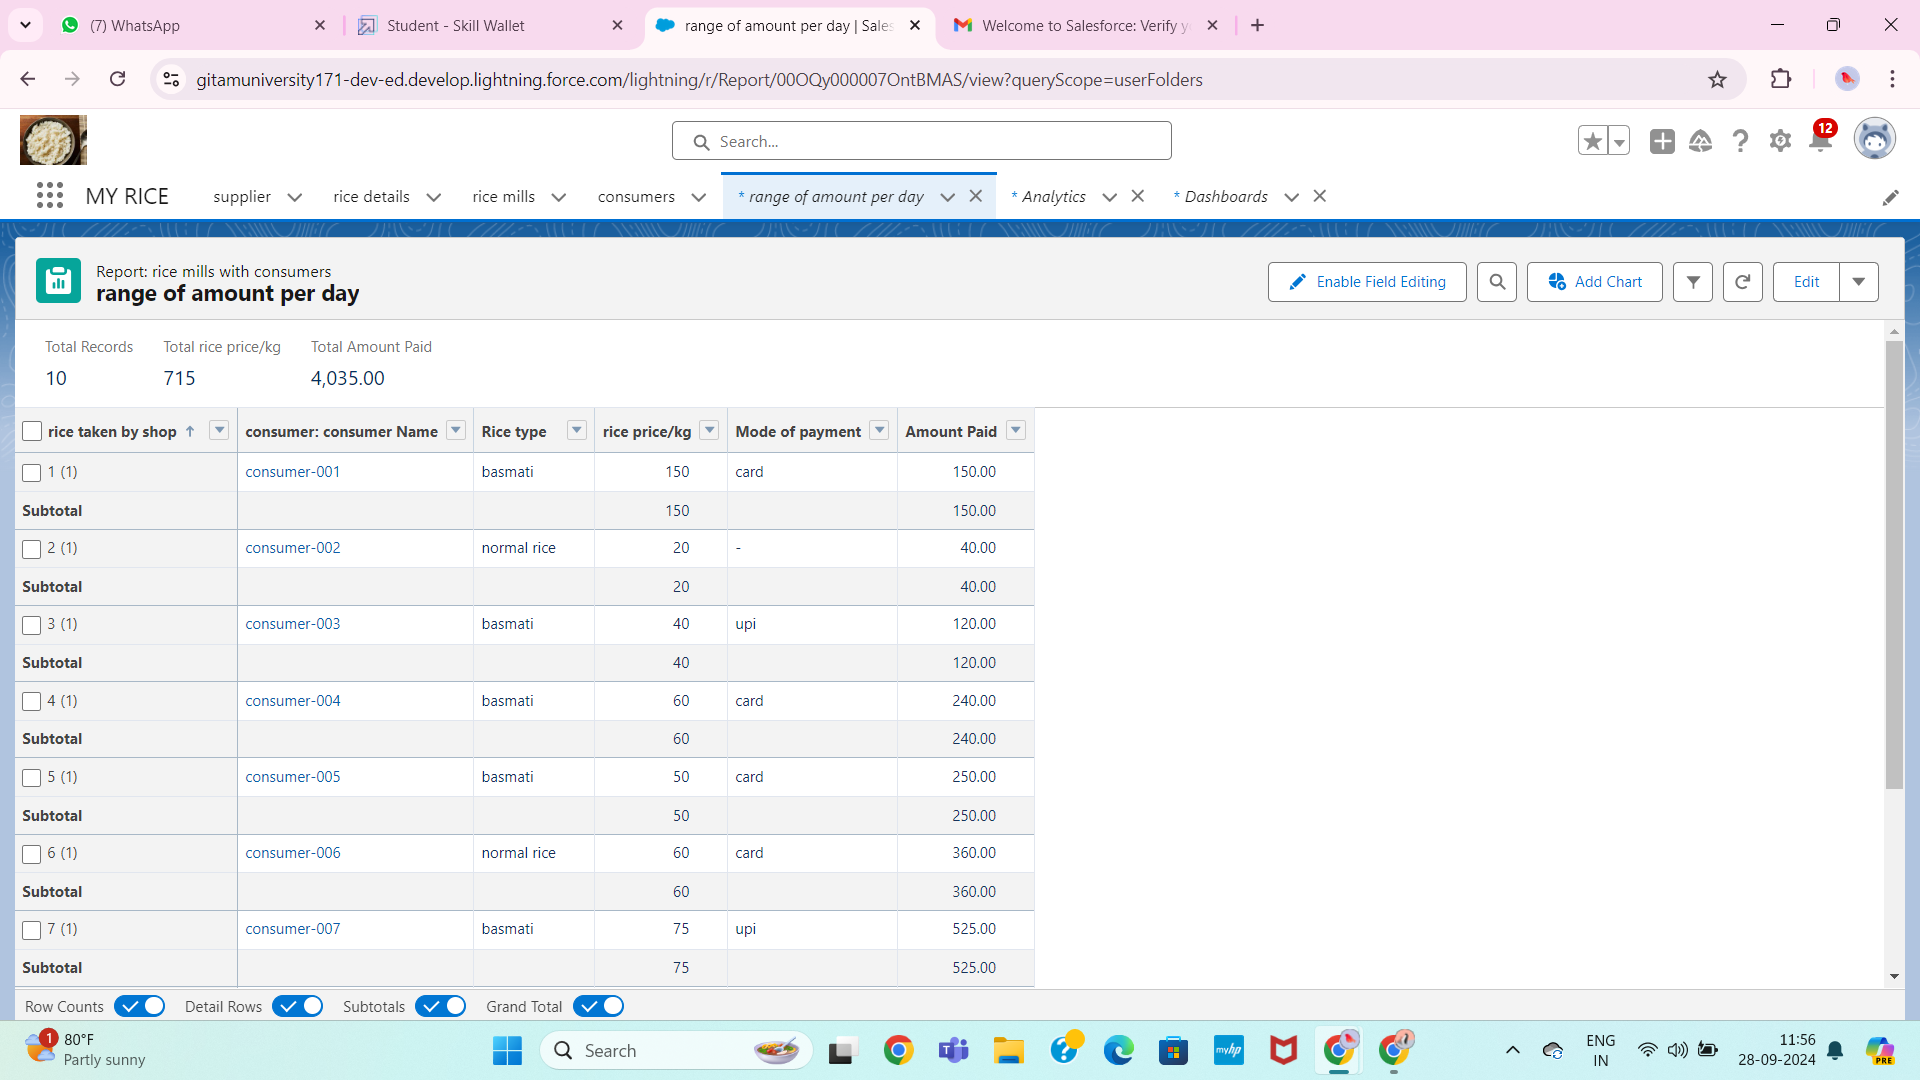 (7) WhatsApp
Student - Skill Wallet
range of amount per day | Sales
Welcome to Salesforce: Verify y
gitamuniversity171-dev-ed.develop.lightning.force.com/lightning/r/Report/00OQy000007OntBMAS/view?queryScope=userFolders
Search...
12
MY RICE
supplier
rice details
rice mills
consumers
* range of amount per day
* Analytics
* Dashboards
Report: rice mills with consumers
range of amount per day
Enable Field Editing
Add Chart
Edit
Total Records Total rice price/kg Total Amount Paid
10 715 4,035.00
rice taken by shop ↑ consumer: consumer Name Rice type rice price/kg Mode of payment Amount Paid
1 (1) consumer-001 basmati 150 card 150.00
Subtotal 150 150.00
2 (1) consumer-002 normal rice 20 - 40.00
Subtotal 20 40.00
3 (1) consumer-003 basmati 40 upi 120.00
Subtotal 40 120.00
4 (1) consumer-004 basmati 60 card 240.00
Subtotal 60 240.00
5 (1) consumer-005 basmati 50 card 250.00
Subtotal 50 250.00
6 (1) consumer-006 normal rice 60 card 360.00
Subtotal 60 360.00
7 (1) consumer-007 basmati 75 upi 525.00
Subtotal 75 525.00
Row Counts Detail Rows Subtotals Grand Total
1
80°F
Partly sunny
Search
myhp
ENG
IN
11:56
28-09-2024
PRE